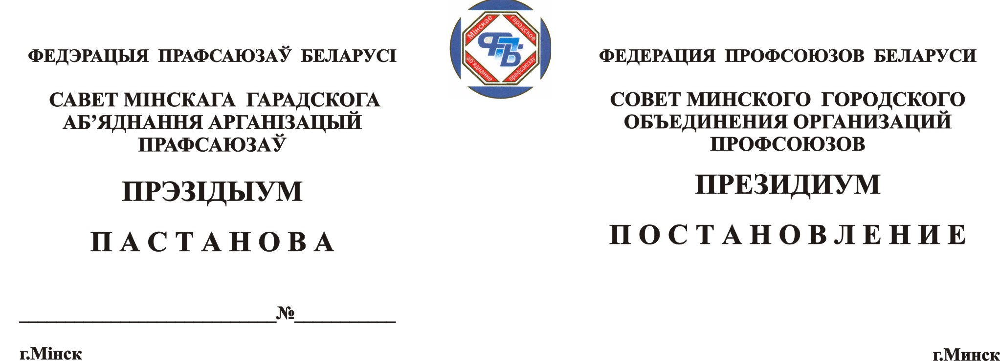 ФЕДЭРАЦЫЯ ПРАФСАЮЗАЎ БЕЛАРУСІ
САВЕТ МІНСКАГА ГАРАДСКОГА
АБ’ЯДНАННЯ АРГАНІЗАЦЫЙ
ПРАФСАЮЗАЎ
ПРЭЗІДЫУМ
П А С Т А Н О В А
____________________________№___________
г.Мінск
Мінскае
гарадское
ФПБ
аб'яднанне
прафсаюзаў
ФЕДЕРАЦИЯ ПРОФСОЮЗОВ БЕЛАРУСИ
СОВЕТ МИНСКОГО ГОРОДСКОГО
ОБЪЕДИНЕНИЯ ОРГАНИЗАЦИЙ
ПРОФСОЮЗОВ
ПРЕЗИДИУМ
П О С Т А Н О В Л Е Н И Е
г.Минск